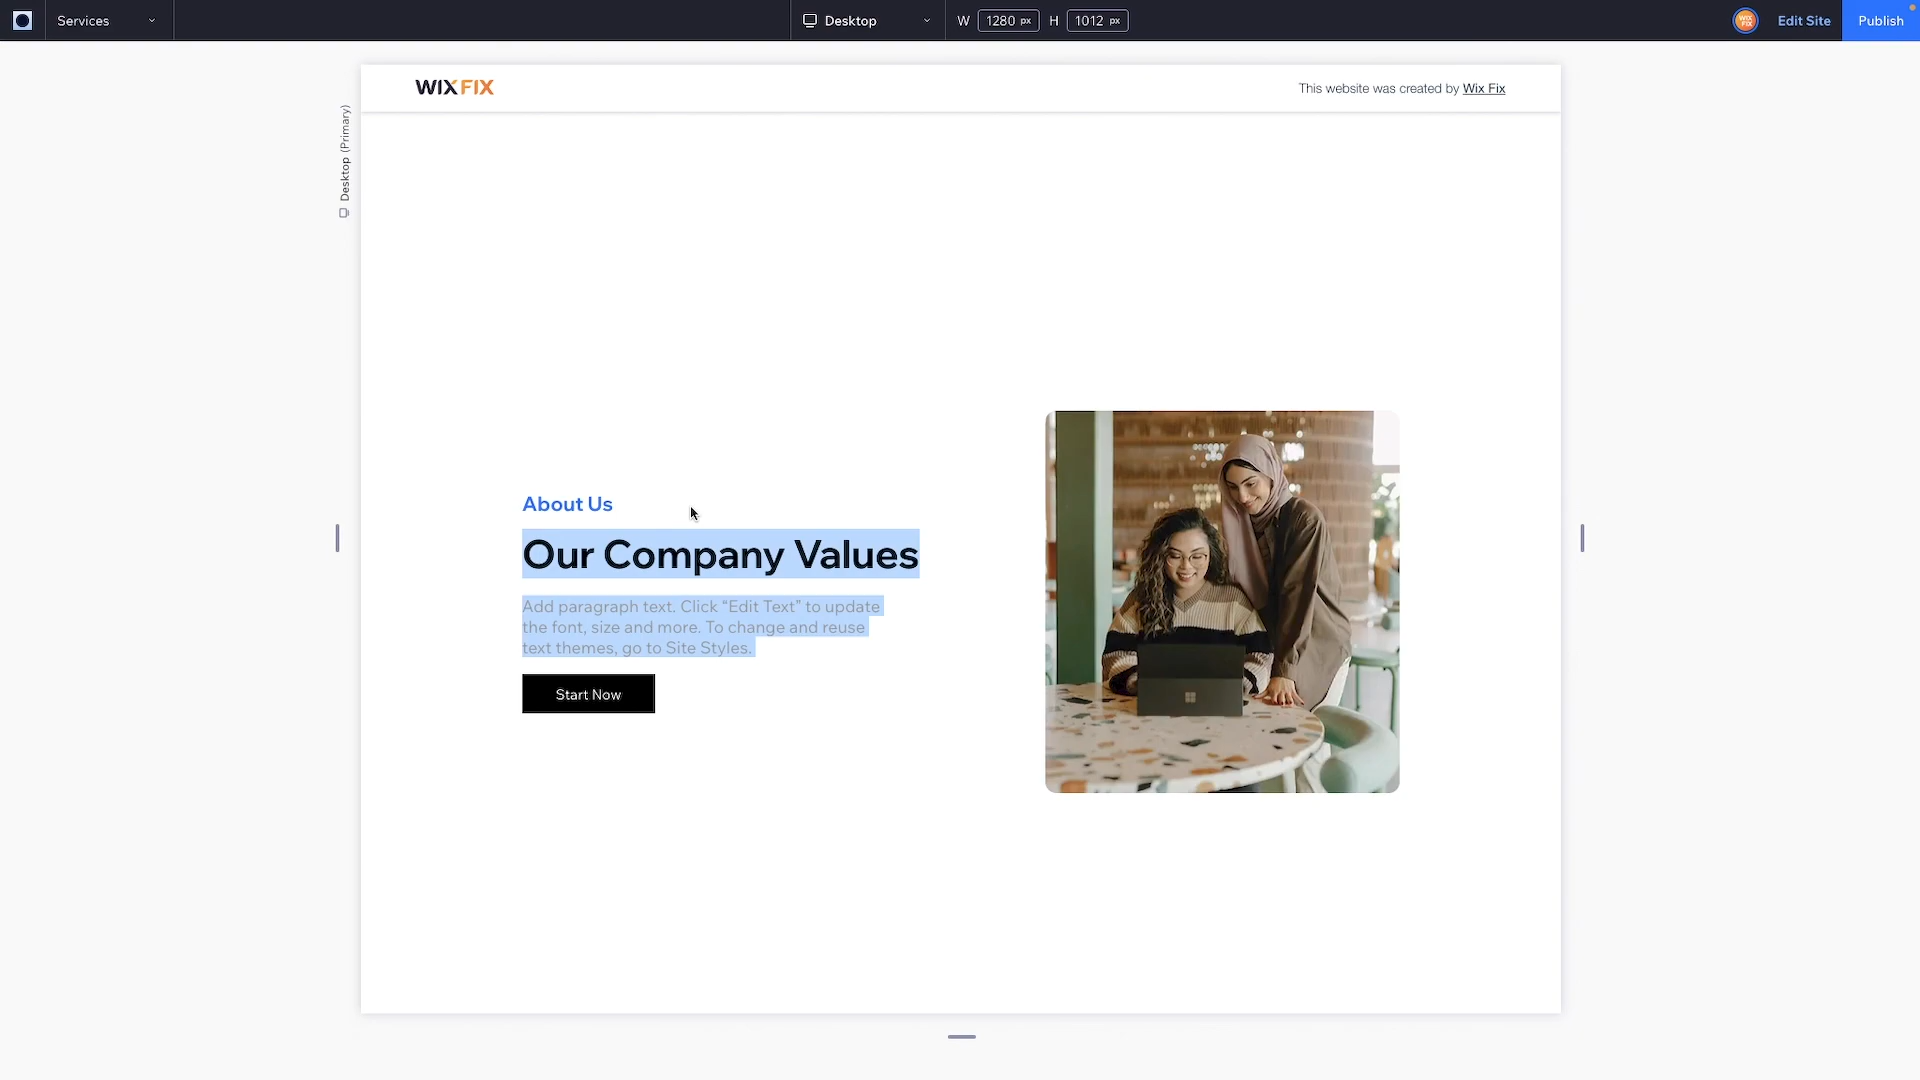 Services
Desktop
W 1280 px H 1012 px
WIX FIX
Edit Site
Publish
WIXFIX
This website was created by Wix Fix
Desktop (Primary)
About Us
Our Company Values
Add paragraph text. Click “Edit Text” to update
the font, size and more. To change and reuse
text themes, go to Site Styles.
Start Now